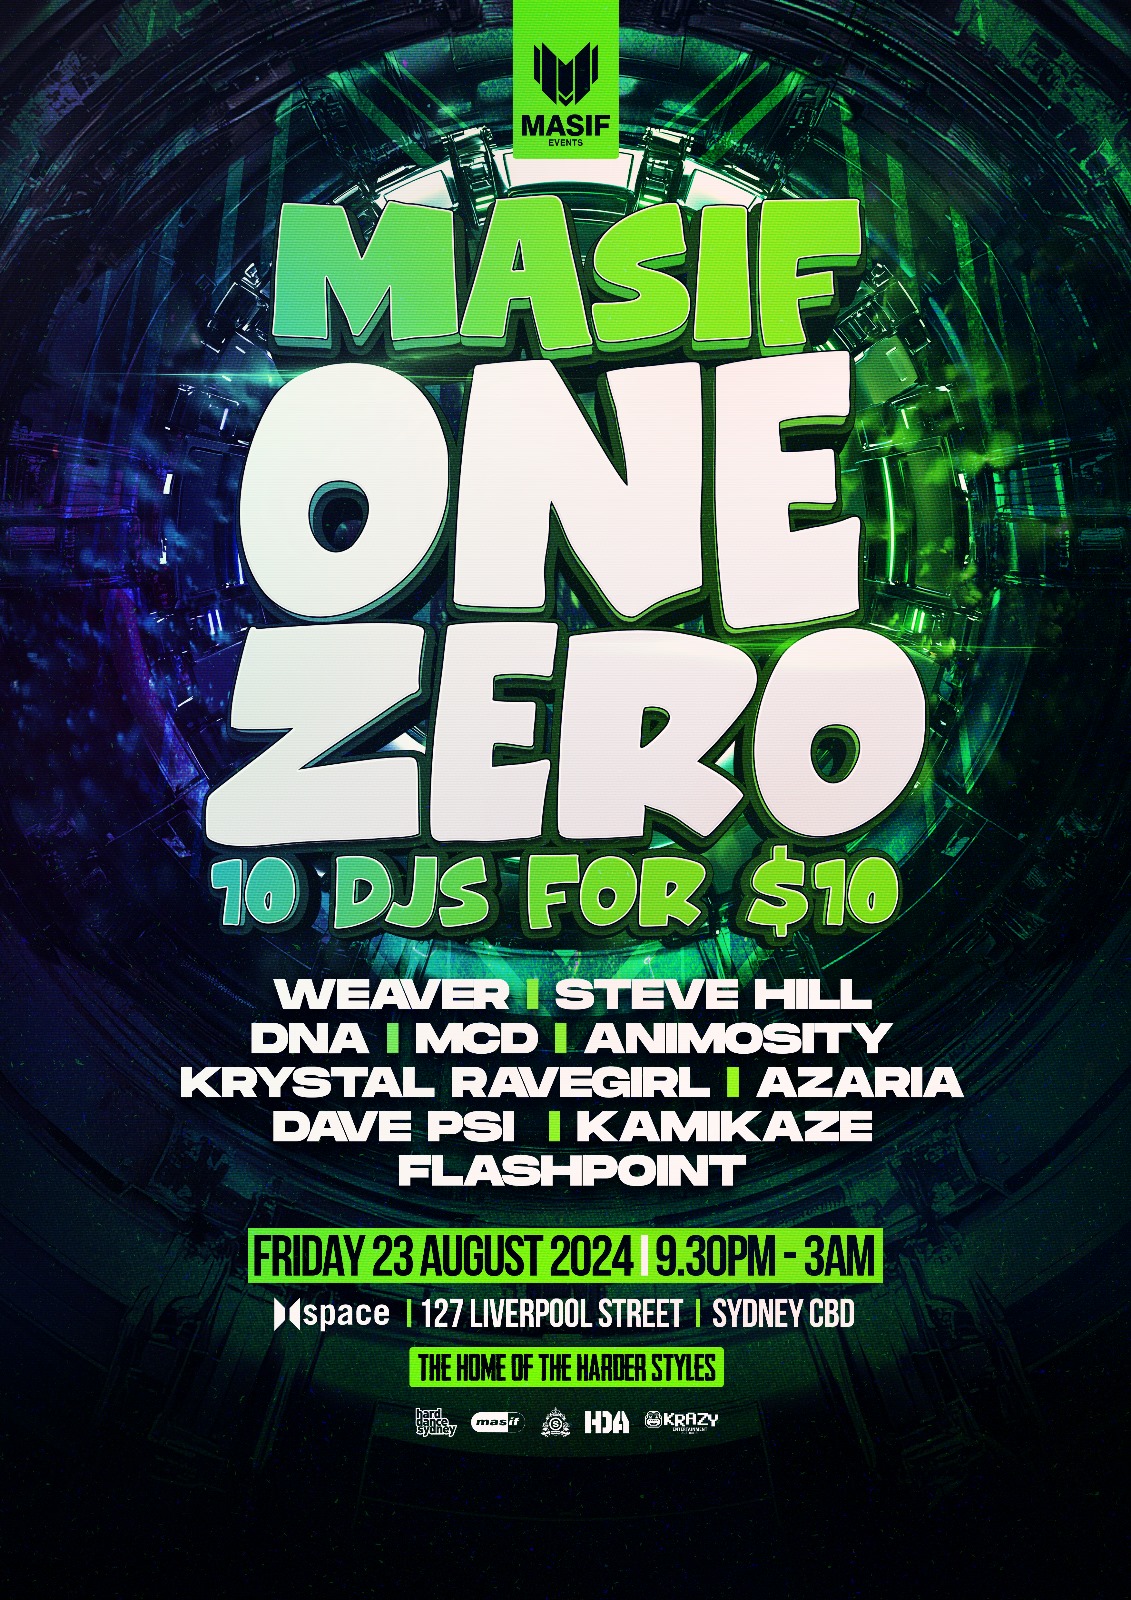 MASIF
EVENTS
MASIF
ONE
ZERO
10 DJS FOR $10
WEAVER | STEVE HILL
DNA | MCD | ANIMOSITY
KRYSTAL RAVEGIRL | AZARIA
DAVE PSI | KAMIKAZE
FLASHPOINT
FRIDAY 23 AUGUST 2024 | 9.30PM - 3AM
space | 127 LIVERPOOL STREET | SYDNEY CBD
THE HOME OF THE HARDER STYLES
hard dance sydney masif S HDA KRAZY ENTERTAINMENT